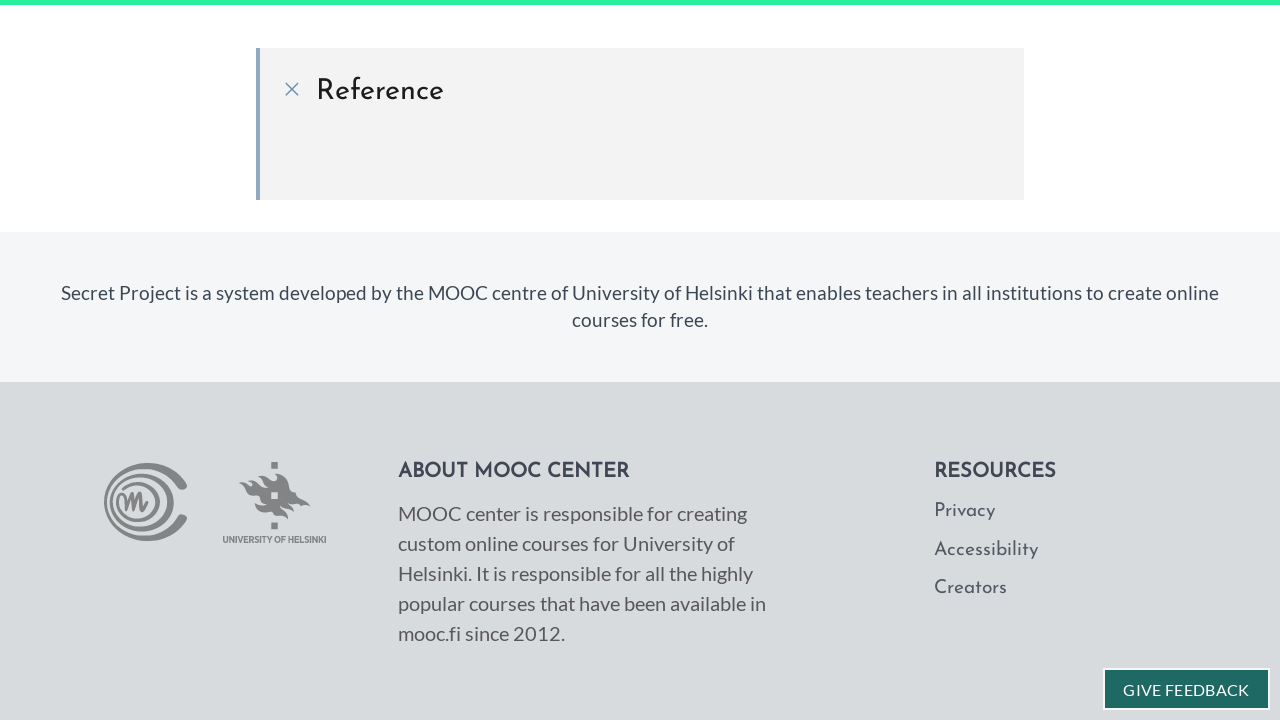 Reference
Secret Project is a system developed by the MOOC centre of University of Helsinki that enables teachers in all institutions to create online
courses for free.
UNIVERSITY OF HELSINKI
ABOUT MOOC CENTER
MOOC center is responsible for creating
custom online courses for University of
Helsinki. It is responsible for all the highly
popular courses that have been available in
mooc.fi since 2012.
RESOURCES
Privacy
Accessibility
Creators
GIVE FEEDBACK